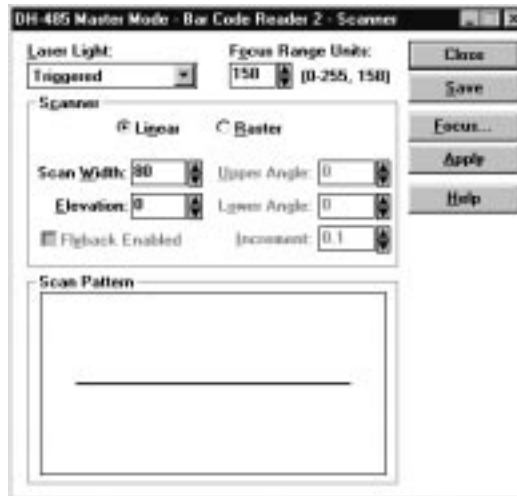 DH-485 Master Mode - Bar Code Reader 2 - Scanner
Laser Light:
Focus Range Units:
Triggered
150
(0-255, 150)
Close
Save
Focus...
Apply
Help
Scanner
Linear
Raster
Scan Width: 80
Upper Angle: 0
Elevation: 0
Lower Angle: 0
Flyback Enabled
Increment: 0.1
Scan Pattern